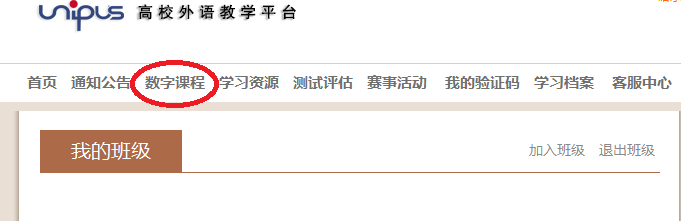 unipus 高校外语教学平台
首页 通知公告 数字课程 学习资源 测试评估 赛事活动 我的验证码 学习档案 客服中心
我的班级 加入班级 退出班级